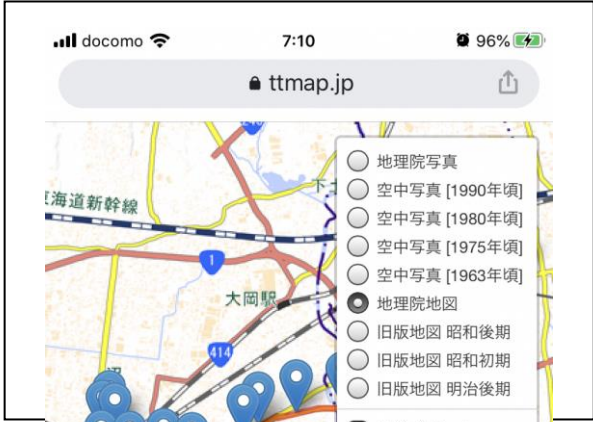 docomo
7:10
96%
ttmap.jp
海道新幹線
1
大岡駅
414
地理院写真
空中写真 [1990年頃]
空中写真 [1980年頃]
空中写真 [1975年頃]
空中写真 [1963年頃]
地理院地図
旧版地図 昭和後期
旧版地図 昭和初期
旧版地図 明治後期